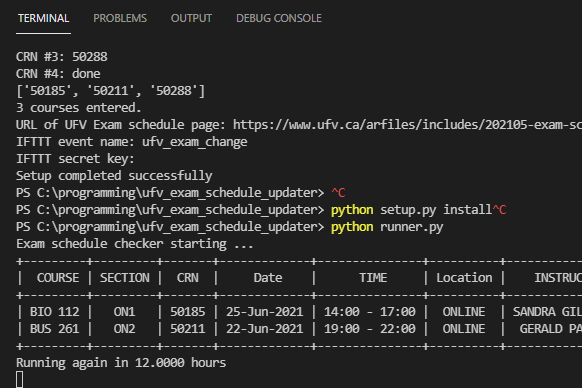 TERMINAL PROBLEMS OUTPUT DEBUG CONSOLE
CRN #3: 50288
CRN #4: done
['50185', '50211', '50288']
3 courses entered.
URL of UFV Exam schedule page: https://www.ufv.ca/arfiles/includes/202105-exam-sc
IFTTT event name: ufv_exam_change
IFTTT secret key:
Setup completed successfully
PS C:\programming\ufv_exam_schedule_updater> ^C
PS C:\programming\ufv_exam_schedule_updater> python setup.py install^C
PS C:\programming\ufv_exam_schedule_updater> python runner.py
Exam schedule checker starting ...
+---------+---------+-------+-------------+---------------+----------+------------
| COURSE | SECTION | CRN | Date | TIME | Location | INSTRUC
+---------+---------+-------+-------------+---------------+----------+------------
| BIO 112 | ON1 | 50185 | 25-Jun-2021 | 14:00 - 17:00 | ONLINE | SANDRA GIL
| BUS 261 | ON2 | 50211 | 22-Jun-2021 | 19:00 - 22:00 | ONLINE | GERALD PA
+---------+---------+-------+-------------+---------------+----------+------------
Running again in 12.0000 hours